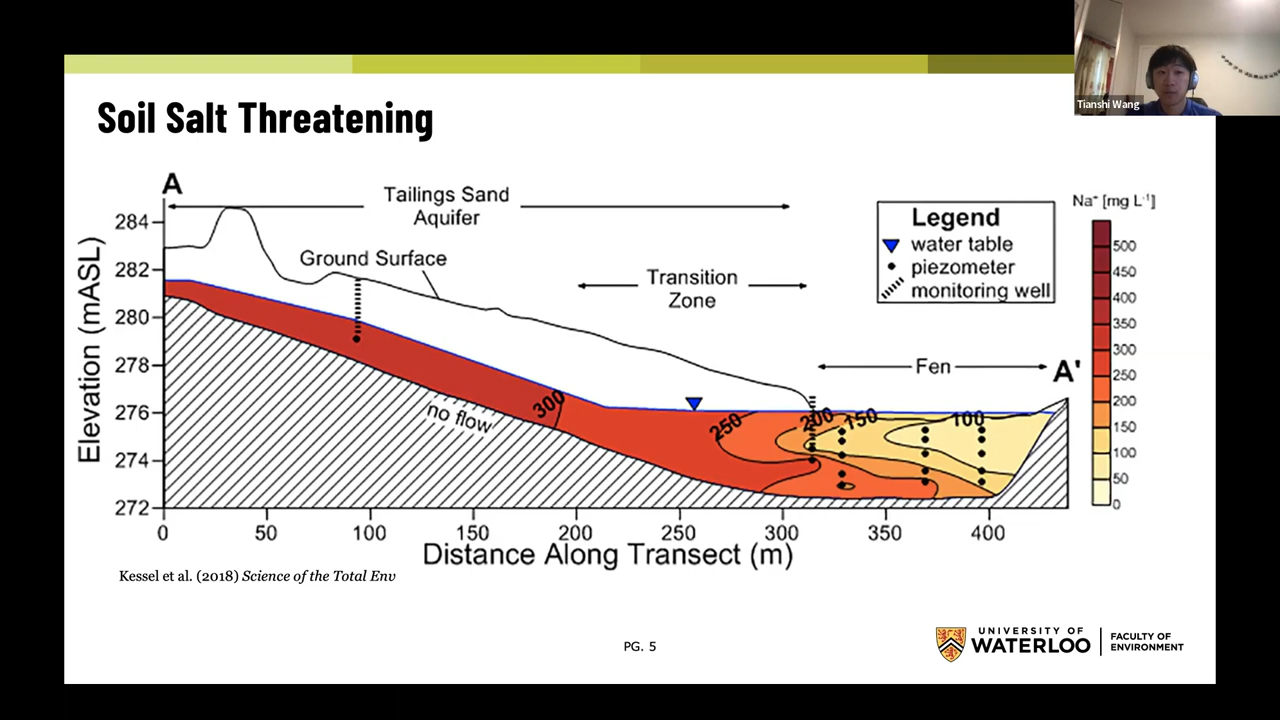 Tianshi Wang
Soil Salt Threatening
A
Tailings Sand
Aquifer
Ground Surface
Transition
Zone
Legend
water table
piezometer
monitoring well
Fen
A'
Na⁺ [mg L⁻¹]
500
450
400
350
300
250
200
150
100
50
0
Elevation (mASL)
284
282
280
278
276
274
272
no flow
300
250
200
150
100
0
50
100
150
200
250
300
350
400
Distance Along Transect (m)
Kessel et al. (2018) Science of the Total Env
PG. 5
UNIVERSITY OF
WATERLOO
FACULTY OF
ENVIRONMENT